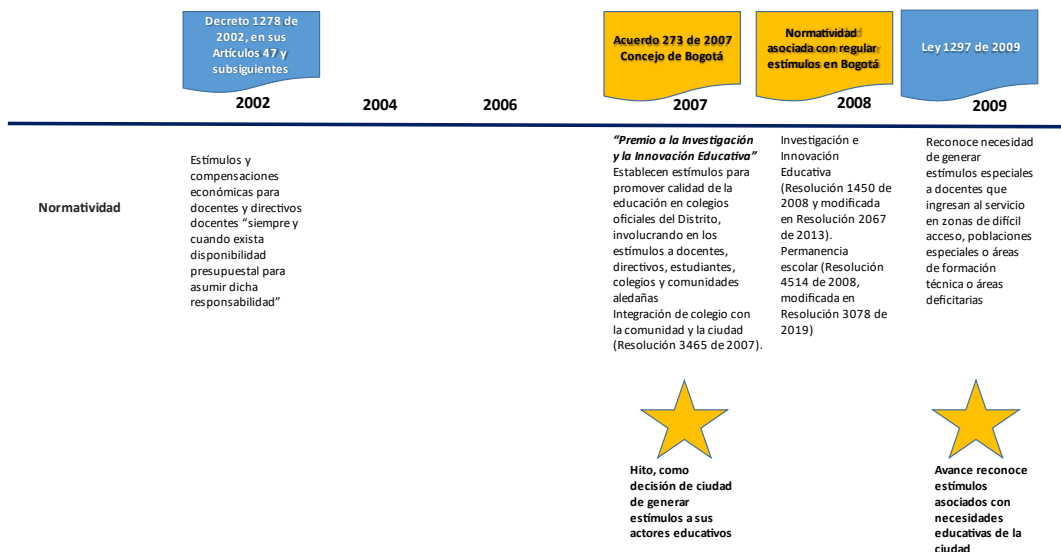 Decreto 1278 de
2002, en sus
Artículos 47 y
subsiguientes
Acuerdo 273 de 2007
Concejo de Bogotá
Normatividad
asociada con regular
estímulos en Bogotá
Ley 1297 de 2009
2002
2004
2006
2007
2008
2009
Normatividad
Estímulos y
compensaciones
económicas para
docentes y directivos
docentes “siempre y
cuando exista
disponibilidad
presupuestal para
asumir dicha
responsabilidad”
“Premio a la Investigación
y la Innovación Educativa”
Establecen estímulos para
promover calidad de la
educación en colegios
oficiales del Distrito,
involucrando en los
estímulos a docentes,
directivos, estudiantes,
colegios y comunidades
aledañas
Integración de colegio con
la comunidad y la ciudad
(Resolución 3465 de 2007).
Investigación e
Innovación
Educativa
(Resolución 1450 de
2008 y modificada
en Resolución 2067
de 2013).
Permanencia
escolar (Resolución
4514 de 2008,
modificada en
Resolución 3078 de
2019)
Reconoce necesidad
de generar
estímulos especiales
a docentes que
ingresan al servicio
en zonas de difícil
acceso, poblaciones
especiales o áreas
de formación
técnica o áreas
deficitarias
Hito, como
decisión de ciudad
de generar
estímulos a sus
actores educativos
Avance reconoce
estímulos
asociados con
necesidades
educativas de la
ciudad